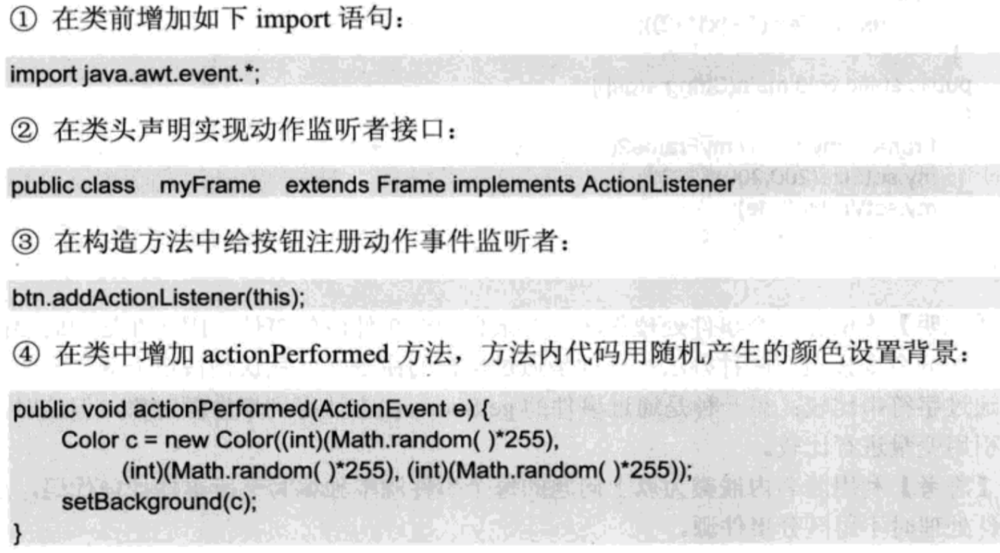 ① 在类前增加如下 import 语句：
import java.awt.event.*;
② 在类头声明实现动作监听者接口：
public class myFrame extends Frame implements ActionListener
③ 在构造方法中给按钮注册动作事件监听者：
btn.addActionListener(this);
④ 在类中增加 actionPerformed 方法，方法内代码用随机产生的颜色设置背景：
public void actionPerformed(ActionEvent e) {
Color c = new Color((int)(Math.random( )*255),
(int)(Math.random( )*255), (int)(Math.random( )*255));
setBackground(c);
}